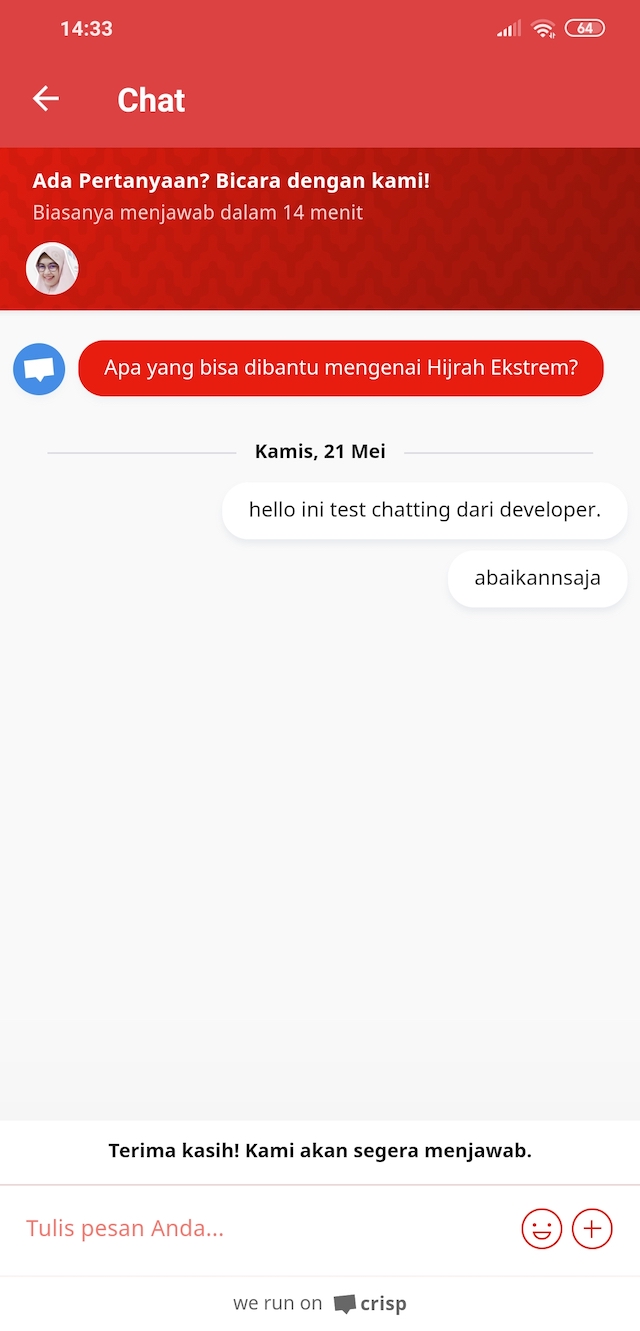 14:33
64
Chat
Ada Pertanyaan? Bicara dengan kami!
Biasanya menjawab dalam 14 menit
Apa yang bisa dibantu mengenai Hijrah Ekstrem?
Kamis, 21 Mei
hello ini test chatting dari developer.
abaikannsaja
Terima kasih! Kami akan segera menjawab.
Tulis pesan Anda...
we run on crisp